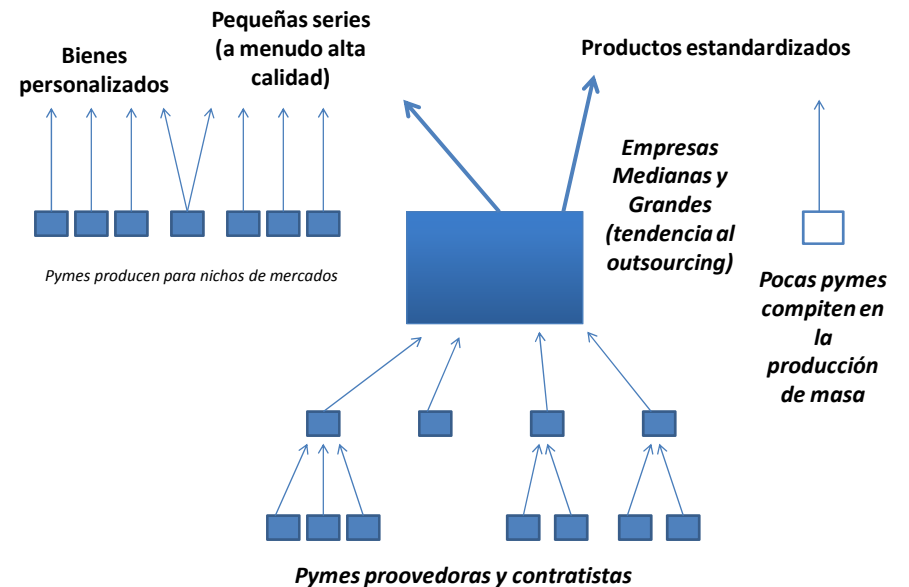 Pequeñas series
(a menudo alta
calidad)
Bienes
personalizados
Productos estandardizados
Empresas
Medianas y
Grandes
(tendencia al
outsourcing)
Pymes producen para nichos de mercados
Pocas pymes
compiten en
la
producción
de masa
Pymes proovedoras y contratistas